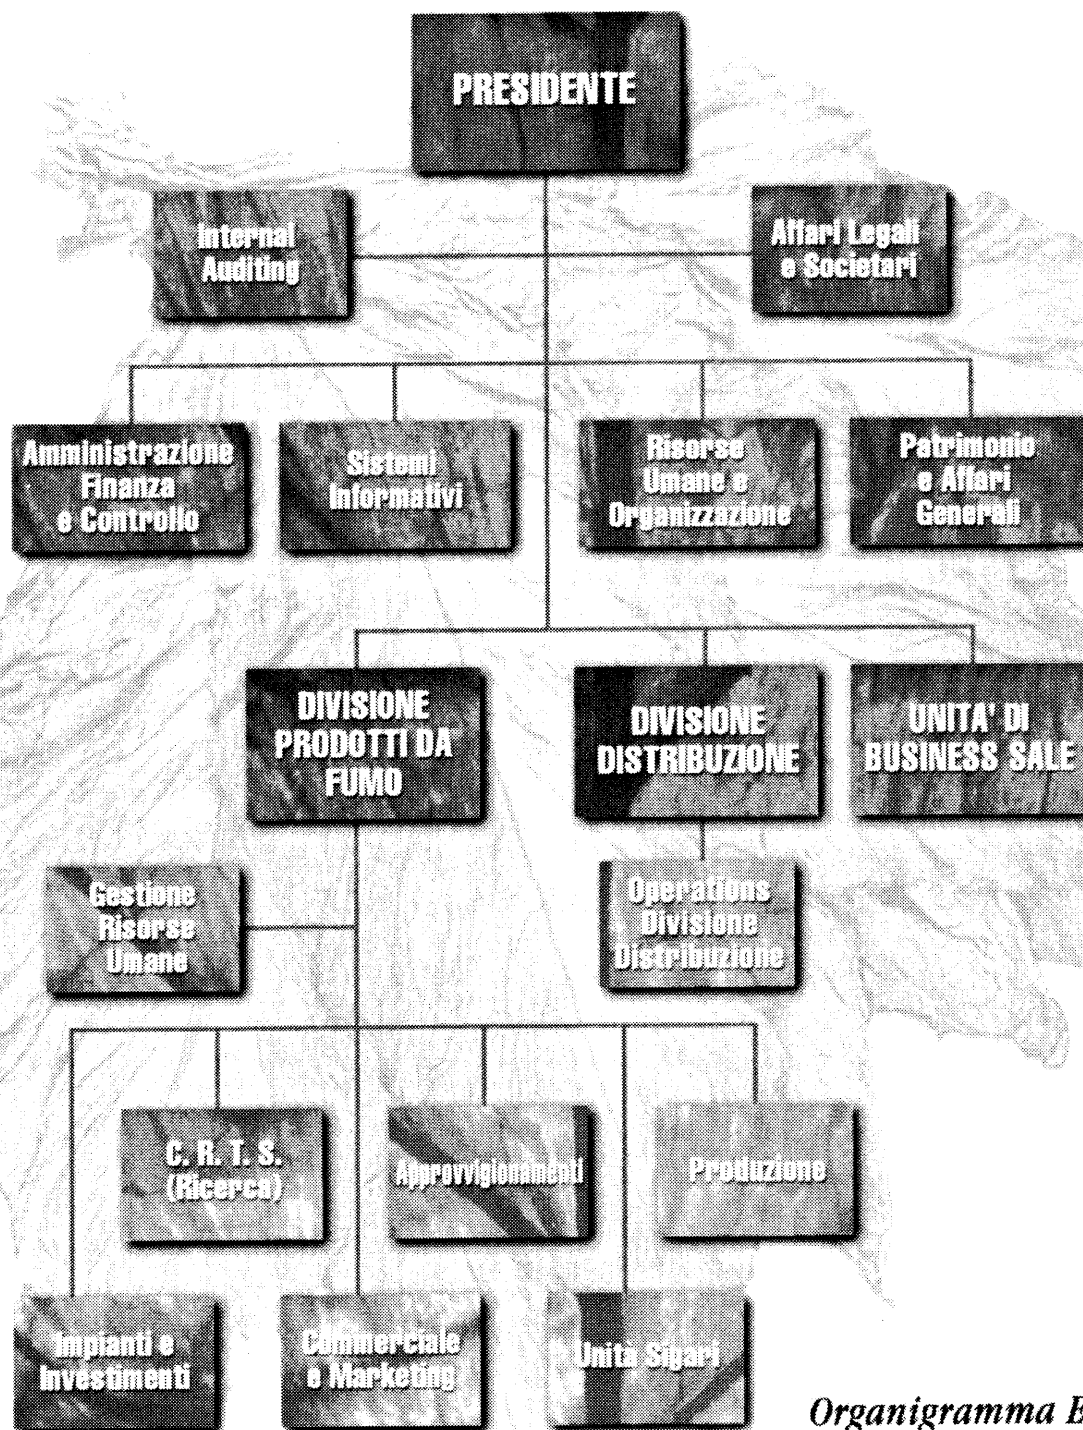 PRESIDENTE
Internal
Auditing
Affari Legali
e Societari
Amministrazione
Finanza
e Controllo
Sistemi
Informativi
Risorse
Umane e
Organizzazione
Patrimonio
e Affari
Generali
DIVISIONE
PRODOTTI DA
FUMO
DIVISIONE
DISTRIBUZIONE
UNITA' DI
BUSINESS SALE
Gestione
Risorse
Umane
Operations
Divisione
Distribuzione
C. R. T. S.
(Ricerca)
Approvvigionamenti
Produzione
Impianti e
Investimenti
Commerciale
e Marketing
Unità Sigari
Organigramma